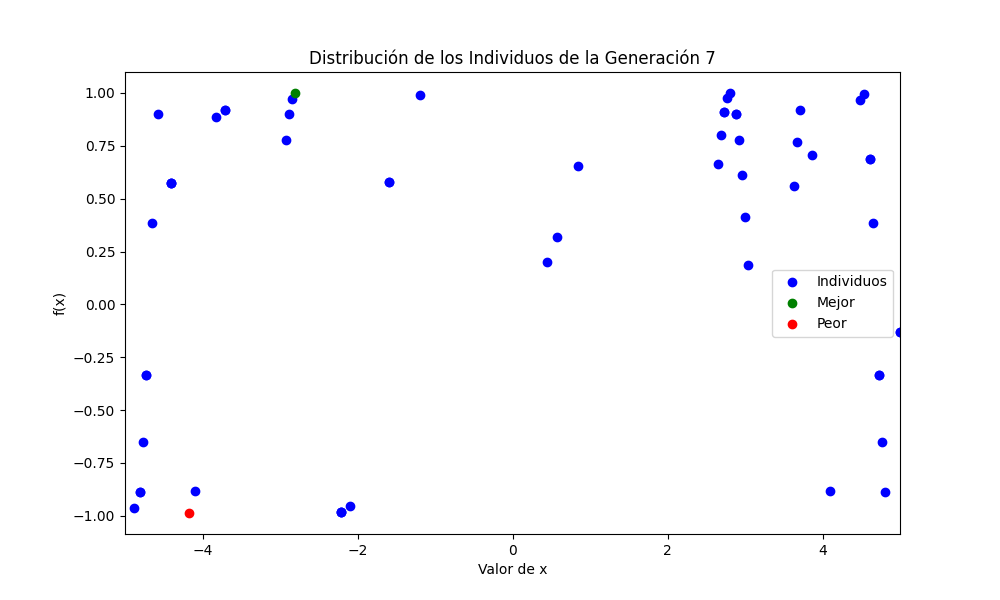 Distribución de los Individuos de la Generación 7
1.00
0.75
0.50
0.25
0.00
−0.25
−0.50
−0.75
−1.00
f(x)
Individuos
Mejor
Peor
−4
−2
0
2
4
Valor de x